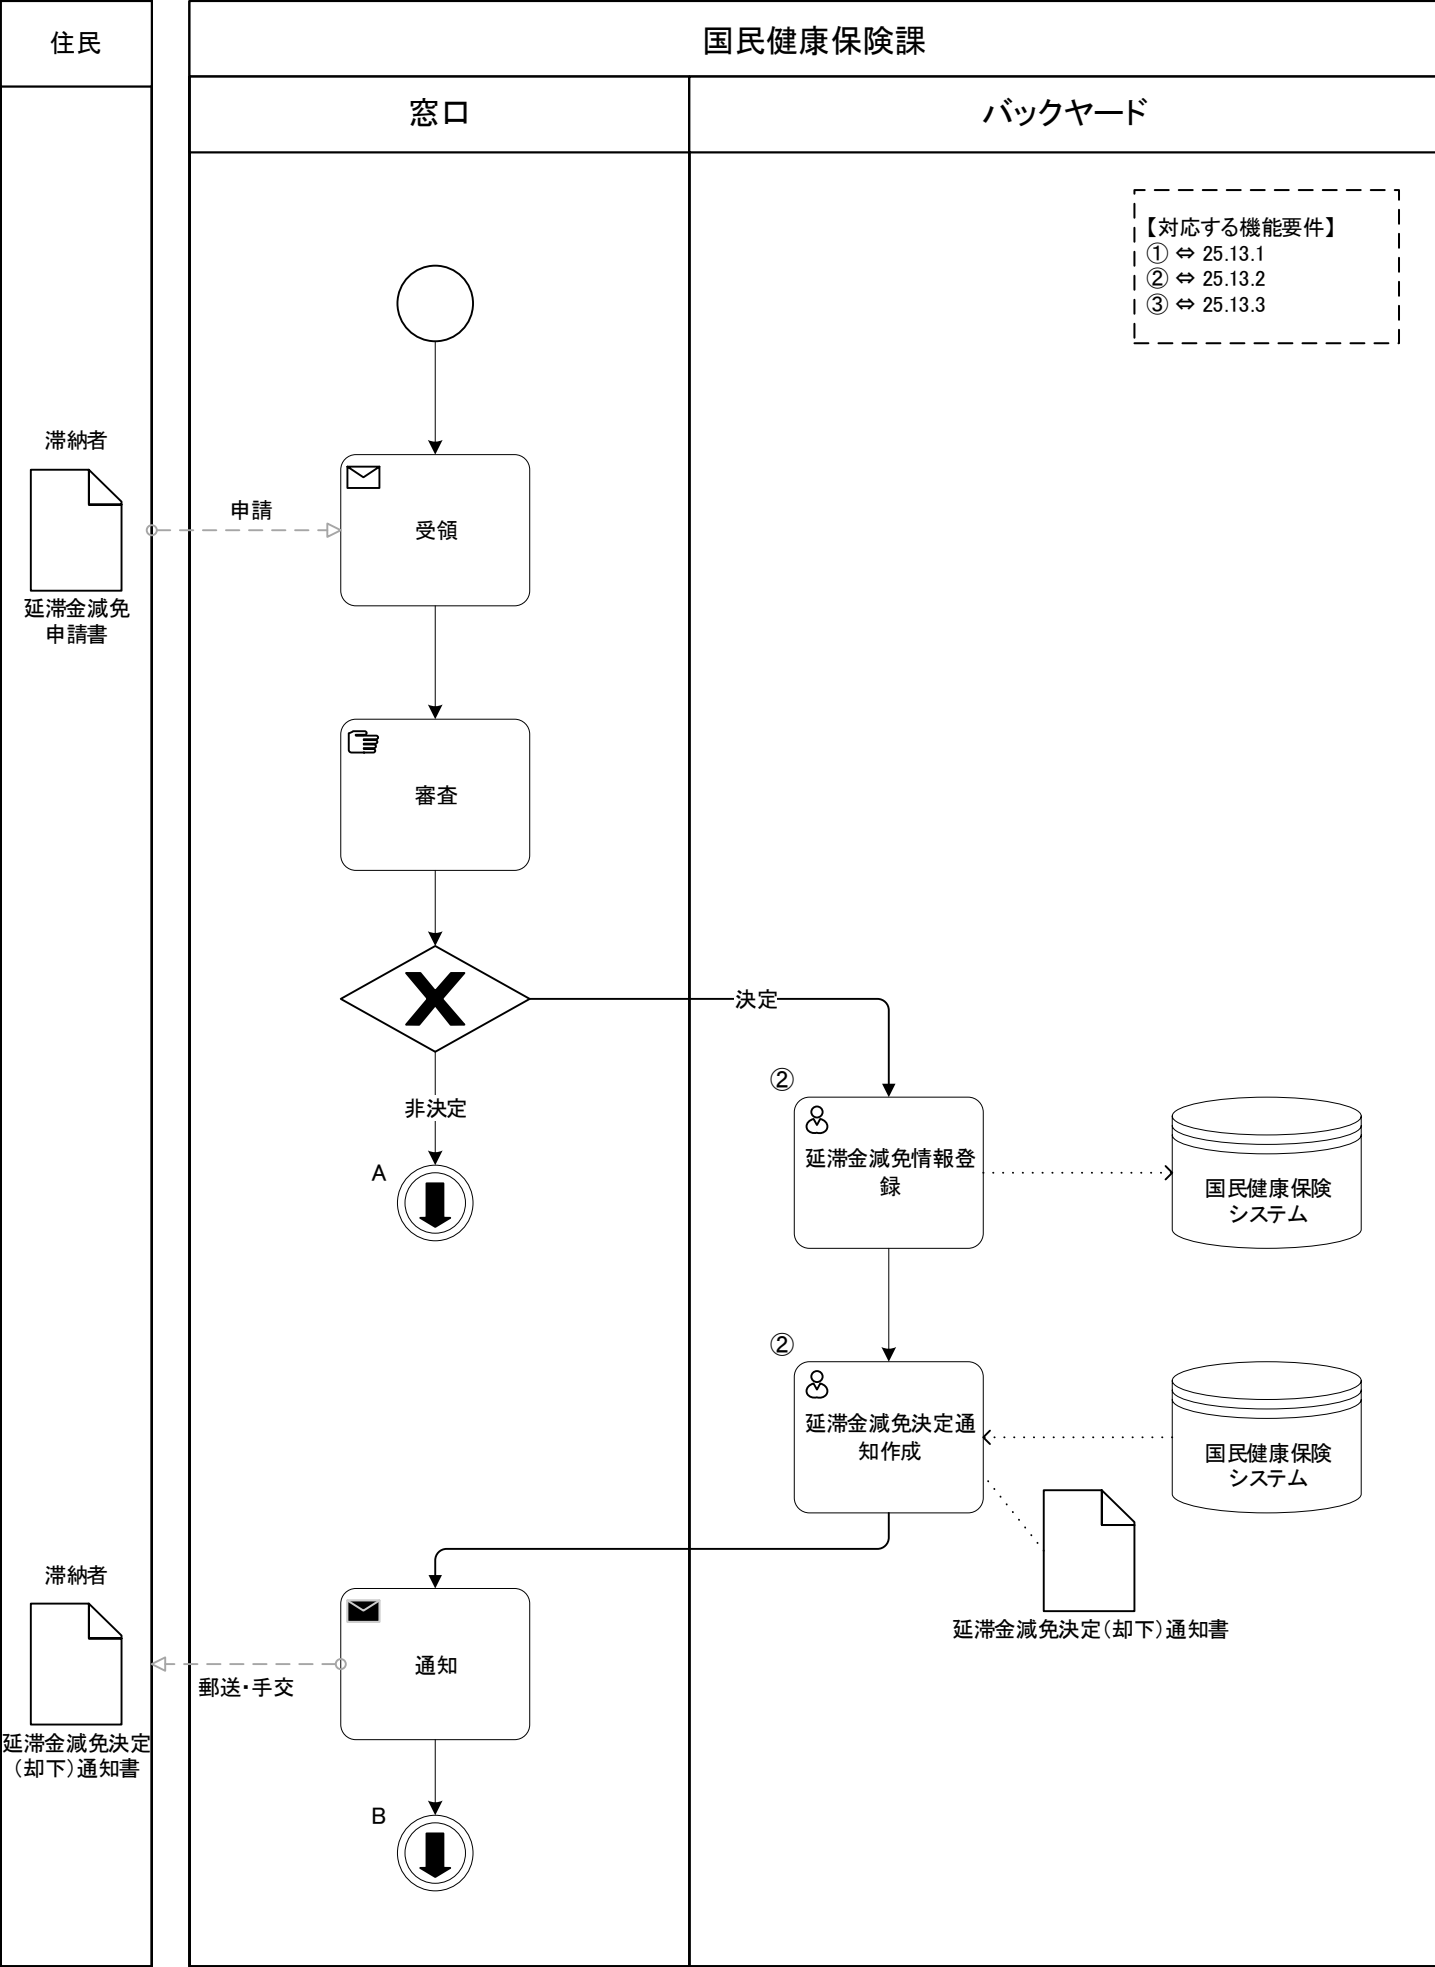 住民
国民健康保険課
窓口
バックヤード
【対応する機能要件】
① ⇔ 25.13.1
② ⇔ 25.13.2
③ ⇔ 25.13.3
滞納者
延滞金減免
申請書
申請
受領
審査
決定
非決定
A
②
延滞金減免情報登
録
国民健康保険
システム
②
延滞金減免決定通
知作成
国民健康保険
システム
延滞金減免決定（却下）通知書
滞納者
延滞金減免決定
（却下）通知書
郵送・手交
通知
B